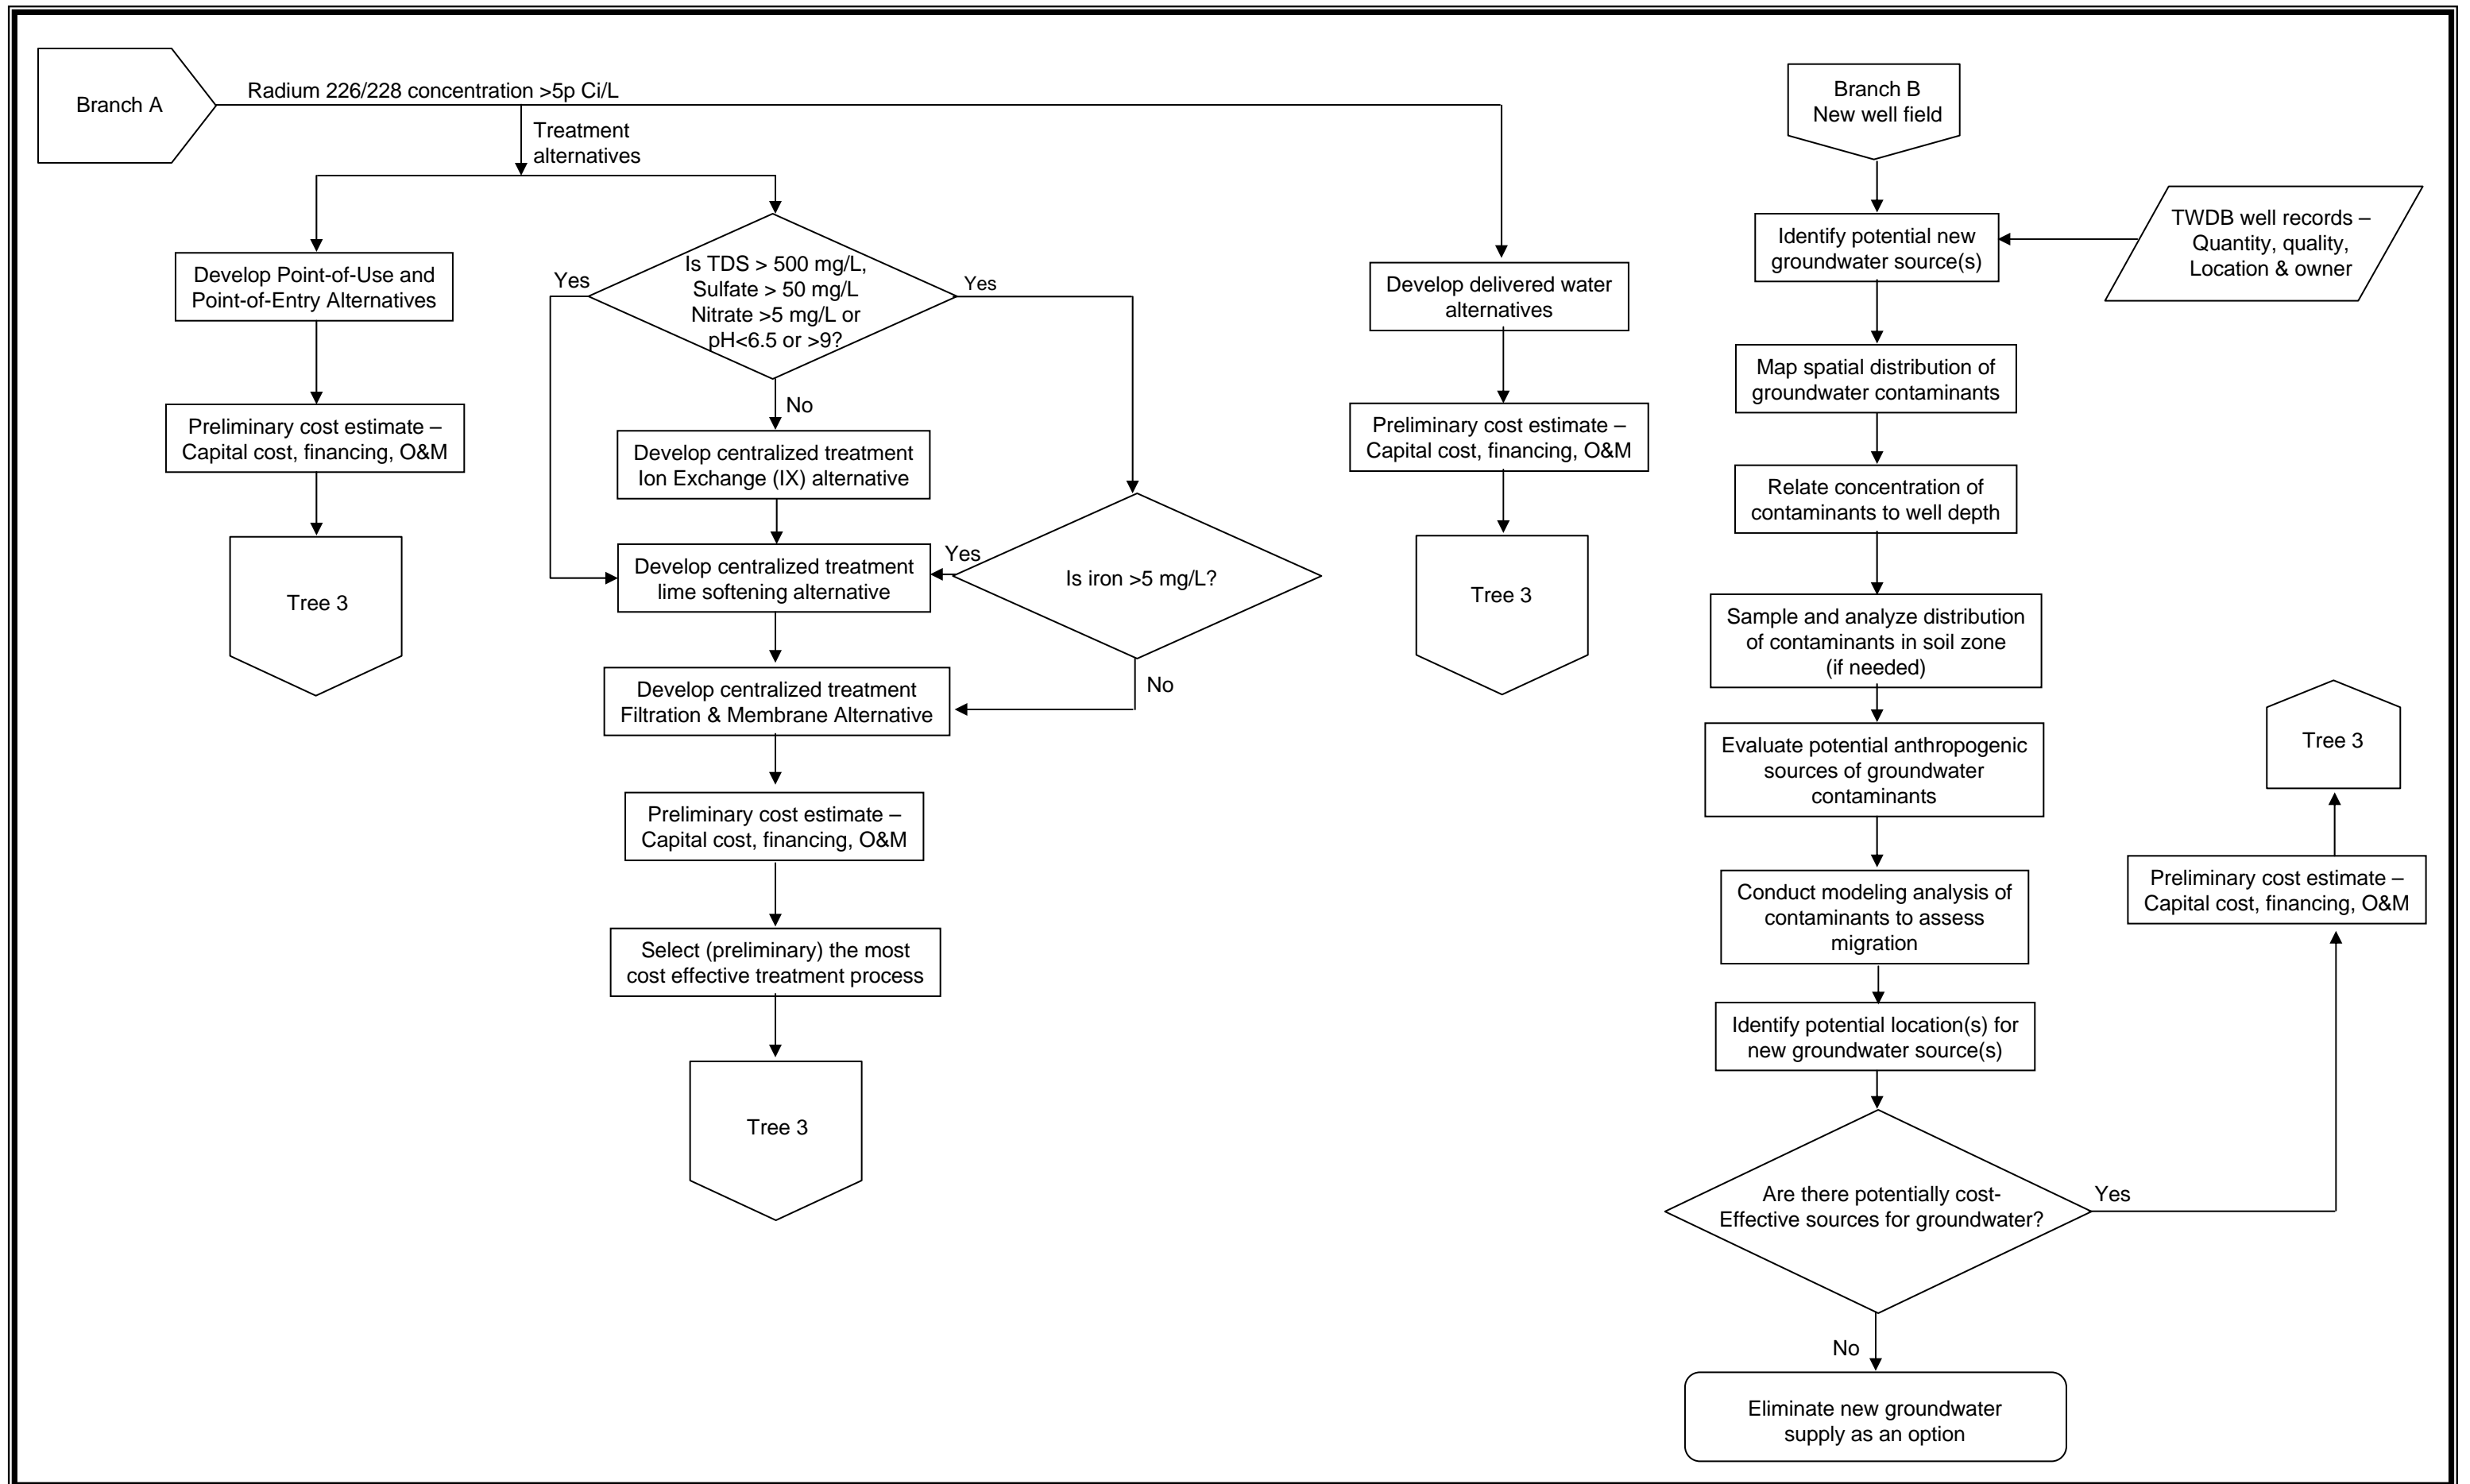 Branch A
Radium 226/228 concentration >5p Ci/L
Treatment
alternatives
Develop Point-of-Use and
Point-of-Entry Alternatives
Preliminary cost estimate –
Capital cost, financing, O&M
Tree 3
Is TDS > 500 mg/L,
Sulfate > 50 mg/L
Nitrate >5 mg/L or
pH<6.5 or >9?
Yes
Yes
No
Develop centralized treatment
Ion Exchange (IX) alternative
Develop centralized treatment
lime softening alternative
Yes
Is iron >5 mg/L?
No
Develop centralized treatment
Filtration & Membrane Alternative
Preliminary cost estimate –
Capital cost, financing, O&M
Select (preliminary) the most
cost effective treatment process
Tree 3
Develop delivered water
alternatives
Preliminary cost estimate –
Capital cost, financing, O&M
Tree 3
Branch B
New well field
Identify potential new
groundwater source(s)
TWDB well records –
Quantity, quality,
Location & owner
Map spatial distribution of
groundwater contaminants
Relate concentration of
contaminants to well depth
Sample and analyze distribution
of contaminants in soil zone
(if needed)
Evaluate potential anthropogenic
sources of groundwater
contaminants
Conduct modeling analysis of
contaminants to assess
migration
Identify potential location(s) for
new groundwater source(s)
Are there potentially cost-
Effective sources for groundwater?
Yes
Preliminary cost estimate –
Capital cost, financing, O&M
Tree 3
No
Eliminate new groundwater
supply as an option